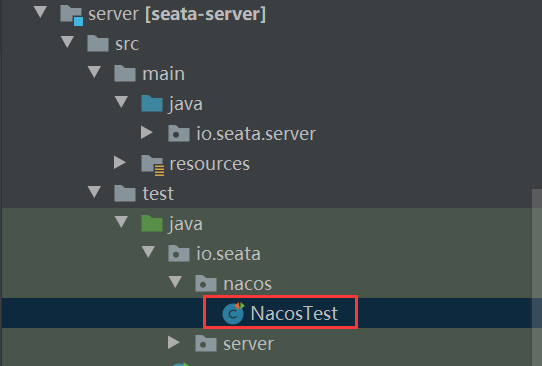 server [seata-server]
src
main
java
io.seata.server
resources
test
java
io.seata
nacos
NacosTest
server